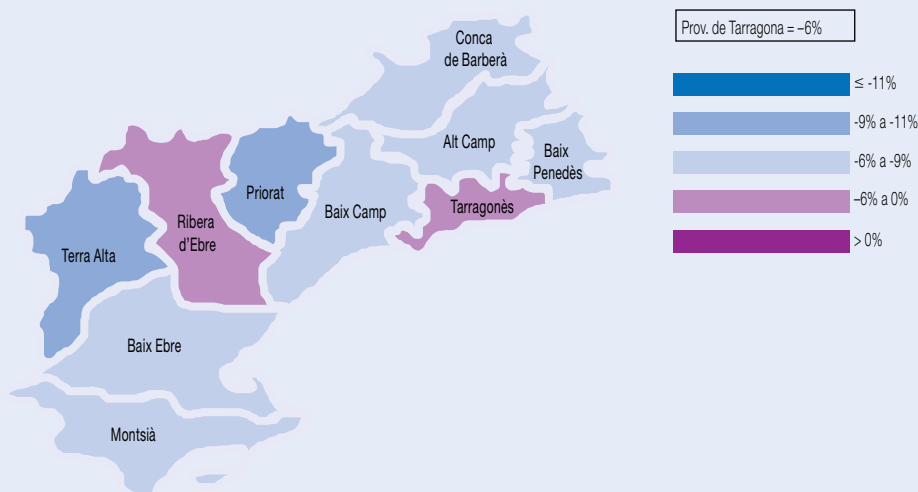 Prov. de Tarragona = –6%
≤ -11%
-9% a -11%
-6% a -9%
–6% a 0%
> 0%
Conca
de Barberà
Alt Camp
Baix
Penedès
Priorat
Baix Camp
Tarragonès
Ribera
d'Ebre
Terra Alta
Baix Ebre
Montsià